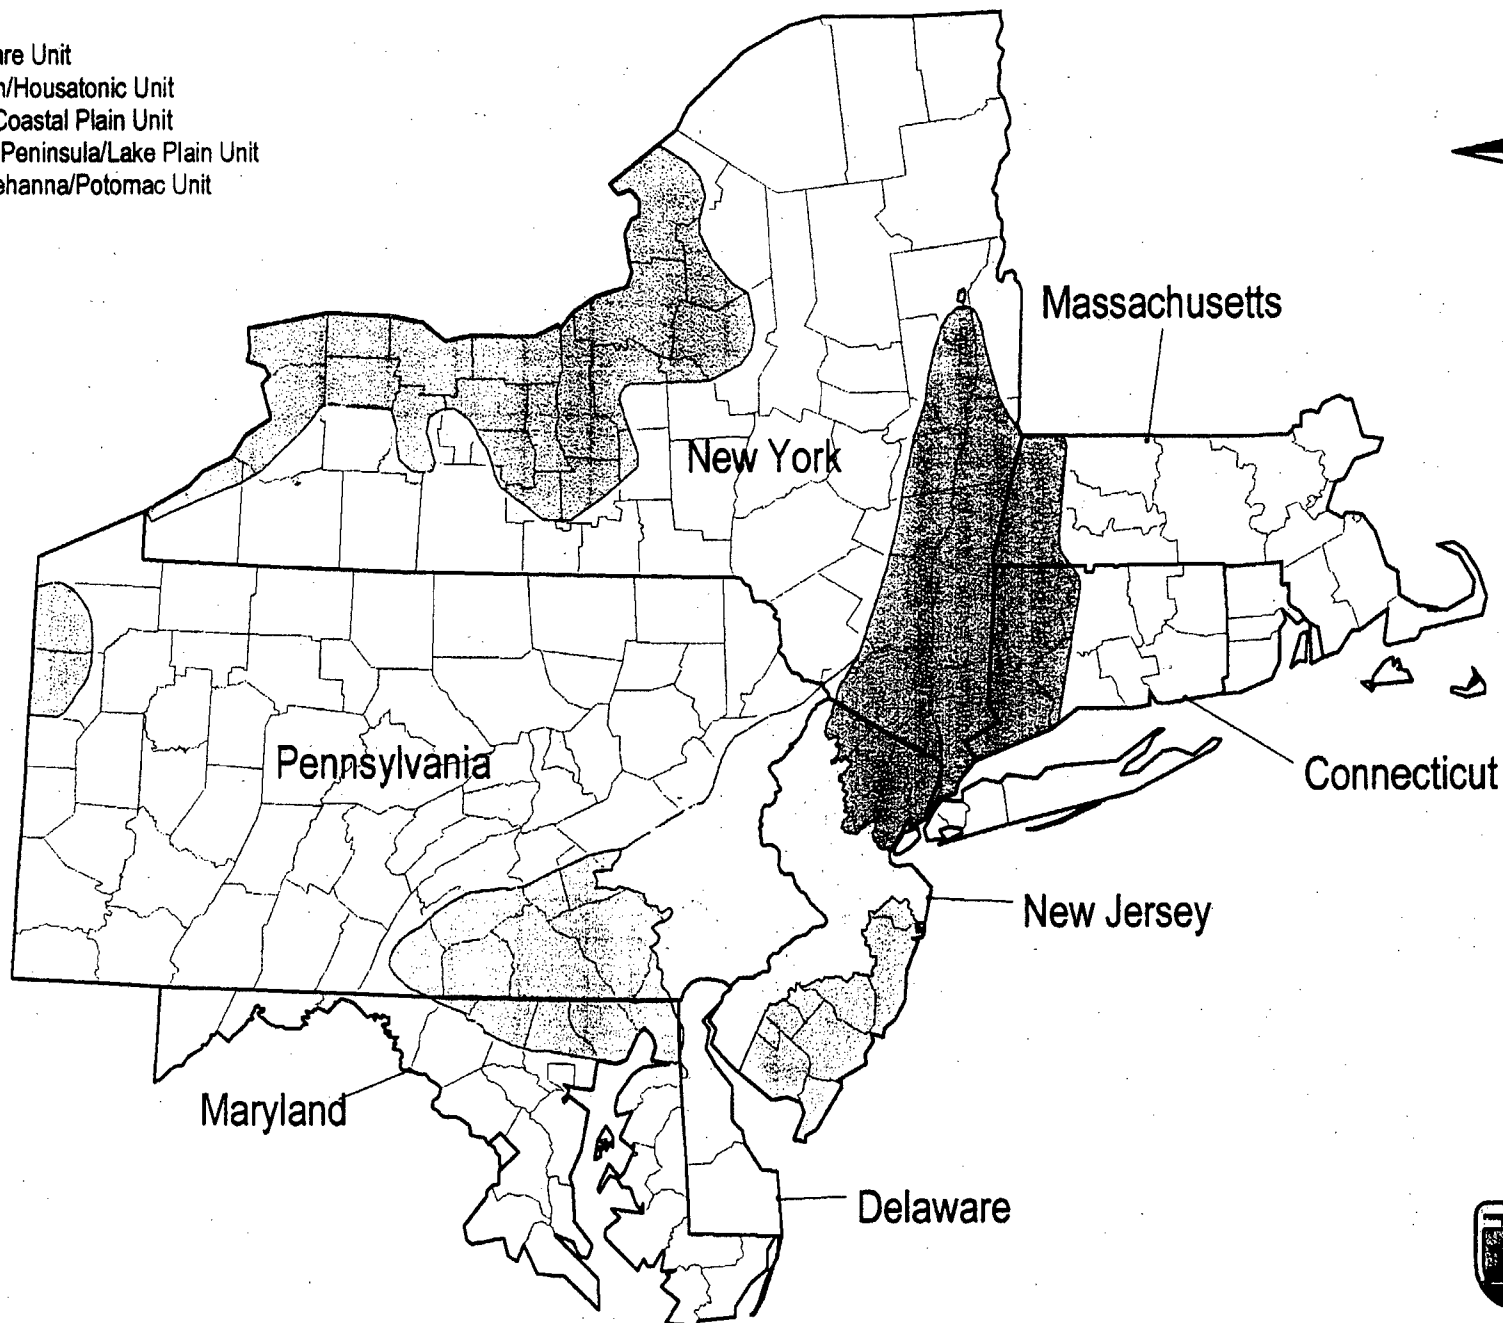 are Unit
n/Housatonic Unit
Coastal Plain Unit
Peninsula/Lake Plain Unit
ehanna/Potomac Unit
Massachusetts
New York
Pennsylvania
Connecticut
New Jersey
Maryland
Delaware